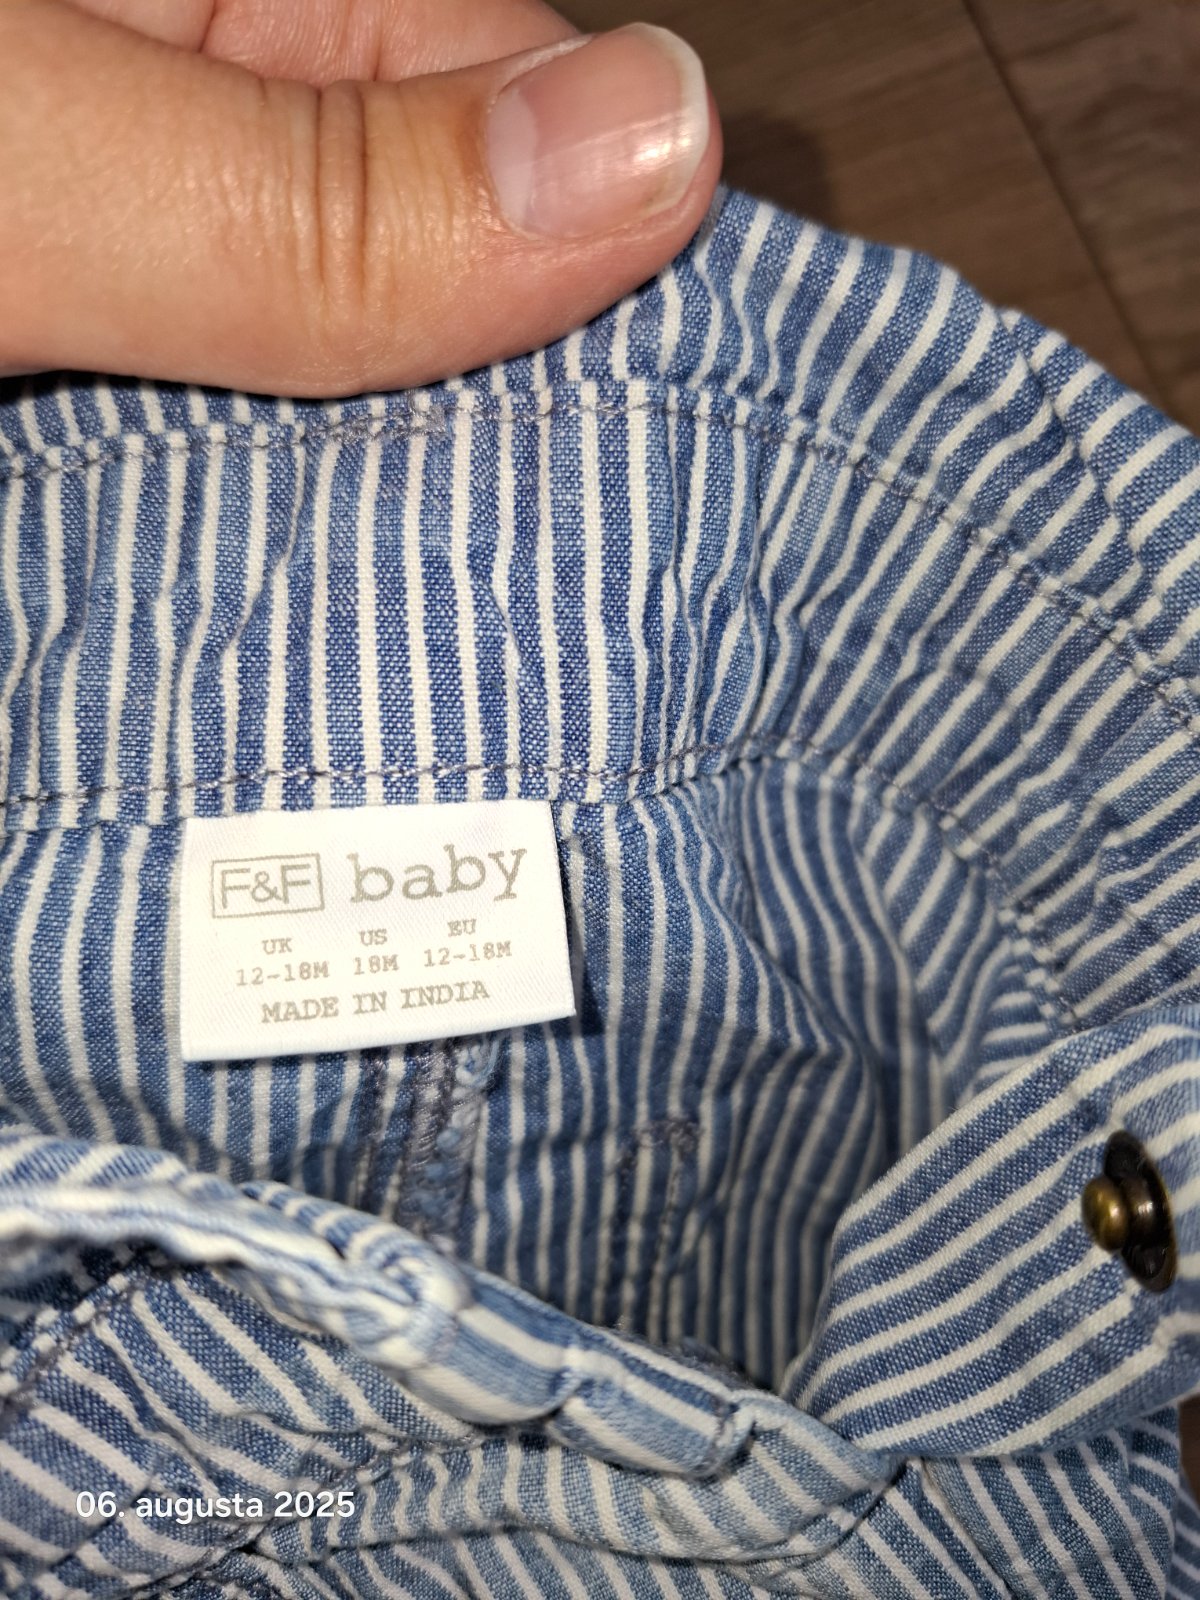 F&F baby
UK US EU
12-18M 18M 12-18M
MADE IN INDIA
06. augusta 2025